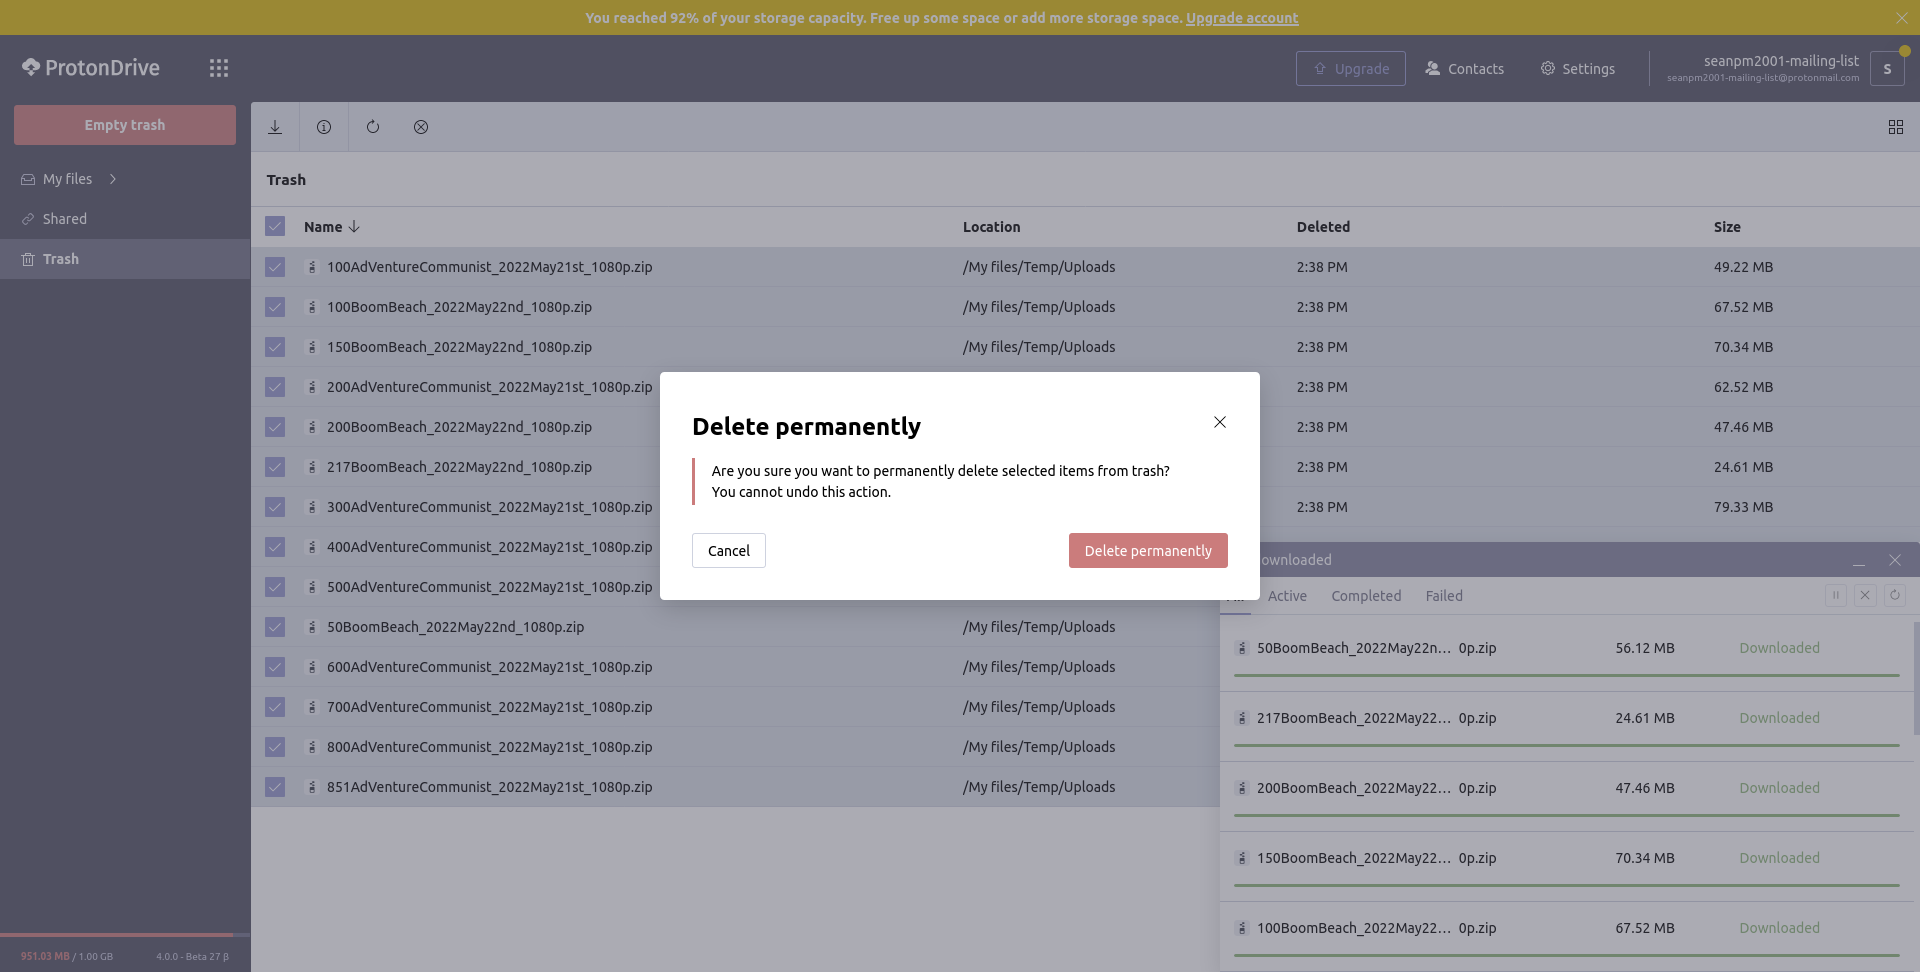 You reached 92% of your storage capacity. Free up some space or add more storage space. Upgrade account
ProtonDrive
Upgrade
Contacts
Settings
seanpm2001-mailing-list
seanpm2001-mailing-list@protonmail.com
S
Empty trash
My files
Shared
Trash
951.03 MB / 1.00 GB
4.0.0 - Beta 27 β
Trash
Name Location Deleted Size
100AdVentureCommunist_2022May21st_1080p.zip /My files/Temp/Uploads 2:38 PM 49.22 MB
100BoomBeach_2022May22nd_1080p.zip /My files/Temp/Uploads 2:38 PM 67.52 MB
150BoomBeach_2022May22nd_1080p.zip /My files/Temp/Uploads 2:38 PM 70.34 MB
200AdVentureCommunist_2022May21st_1080p.zip 2:38 PM 62.52 MB
200BoomBeach_2022May22nd_1080p.zip 2:38 PM 47.46 MB
217BoomBeach_2022May22nd_1080p.zip 2:38 PM 24.61 MB
300AdVentureCommunist_2022May21st_1080p.zip 2:38 PM 79.33 MB
400AdVentureCommunist_2022May21st_1080p.zip
500AdVentureCommunist_2022May21st_1080p.zip
50BoomBeach_2022May22nd_1080p.zip /My files/Temp/Uploads
600AdVentureCommunist_2022May21st_1080p.zip /My files/Temp/Uploads
700AdVentureCommunist_2022May21st_1080p.zip /My files/Temp/Uploads
800AdVentureCommunist_2022May21st_1080p.zip /My files/Temp/Uploads
851AdVentureCommunist_2022May21st_1080p.zip /My files/Temp/Uploads
Delete permanently
Are you sure you want to permanently delete selected items from trash?
You cannot undo this action.
Cancel
Delete permanently
ownloaded
Active Completed Failed
50BoomBeach_2022May22n... 0p.zip 56.12 MB Downloaded
217BoomBeach_2022May22... 0p.zip 24.61 MB Downloaded
200BoomBeach_2022May22... 0p.zip 47.46 MB Downloaded
150BoomBeach_2022May22... 0p.zip 70.34 MB Downloaded
100BoomBeach_2022May22... 0p.zip 67.52 MB Downloaded